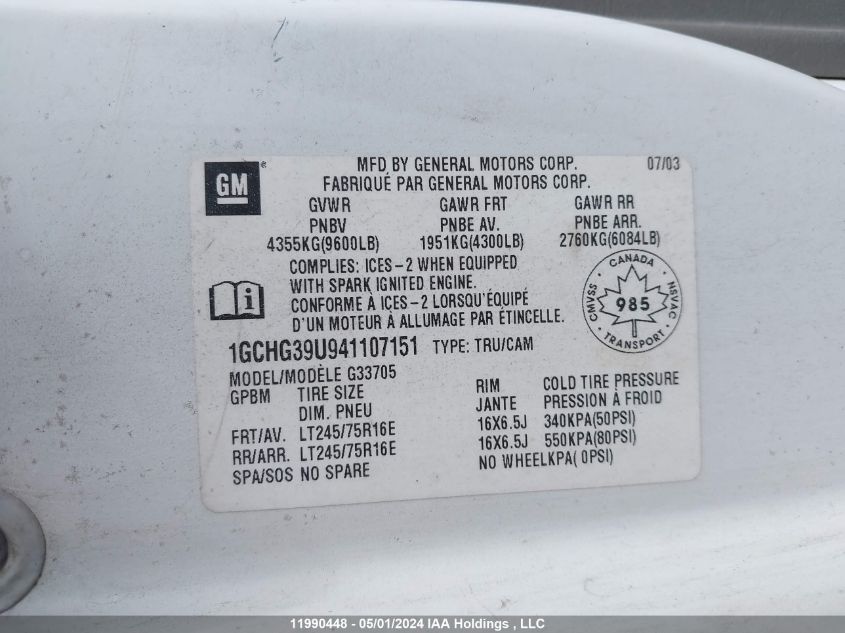 MFD BY GENERAL MOTORS CORP. 07/03
GM
FABRIQUÉ PAR GENERAL MOTORS CORP.
GVWR GAWR FRT GAWR RR
PNBV PNBE AV. PNBE ARR.
4355KG(9600LB) 1951KG(4300LB) 2760KG(6084LB)
COMPLIES: ICES-2 WHEN EQUIPPED
WITH SPARK IGNITED ENGINE.
CONFORME À ICES-2 LORSQU'ÉQUIPÉ
D'UN MOTEUR À ALLUMAGE PAR ÉTINCELLE.
CANADA
CMVSS 985 NSVAC
TRANSPORT
1GCHG39U941107151 TYPE: TRU/CAM
MODEL/MODÈLE G33705
GPBM TIRE SIZE RIM COLD TIRE PRESSURE
DIM. PNEU JANTE PRESSION À FROID
FRT/AV. LT245/75R16E 16X6.5J 340KPA(50PSI)
RR/ARR. LT245/75R16E 16X6.5J 550KPA(80PSI)
SPA/SOS NO SPARE NO WHEELKPA( 0PSI)
11990448 - 05/01/2024 IAA Holdings , LLC